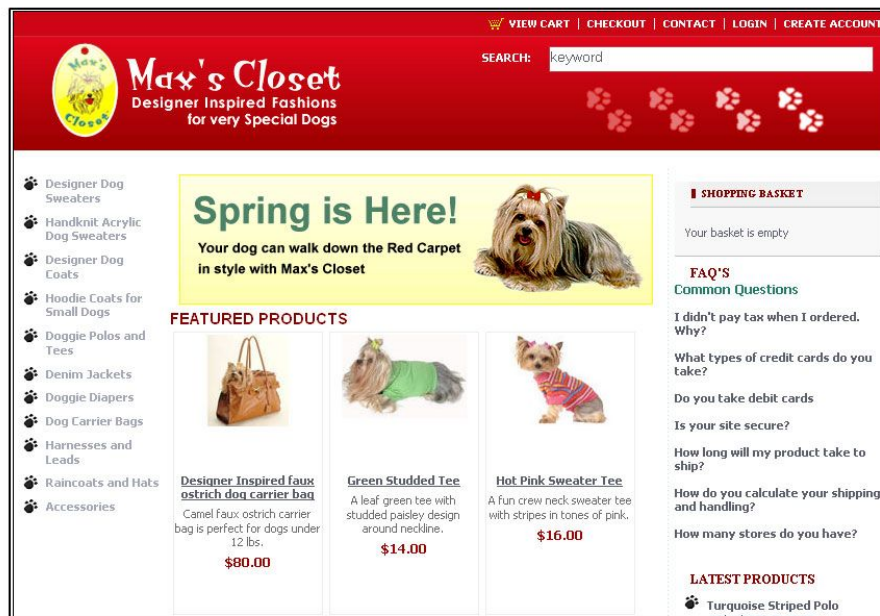 VIEW CART | CHECKOUT | CONTACT | LOGIN | CREATE ACCOUNT
SEARCH: keyword
Max's
Closet
Max's Closet
Designer Inspired Fashions
for very Special Dogs
Designer Dog
Sweaters
Handknit Acrylic
Dog Sweaters
Designer Dog
Coats
Hoodie Coats for
Small Dogs
Doggie Polos and
Tees
Denim Jackets
Doggie Diapers
Dog Carrier Bags
Harnesses and
Leads
Raincoats and Hats
Accessories
Spring is Here!
Your dog can walk down the Red Carpet
in style with Max's Closet
FEATURED PRODUCTS
Designer Inspired faux
ostrich dog carrier bag
Camel faux ostrich carrier
bag is perfect for dogs under
12 lbs.
$80.00
Green Studded Tee
A leaf green tee with
studded paisley design
around neckline.
$14.00
Hot Pink Sweater Tee
A fun crew neck sweater tee
with stripes in tones of pink.
$16.00
SHOPPING BASKET
Your basket is empty
FAQ'S
Common Questions
I didn't pay tax when I ordered.
Why?
What types of credit cards do you
take?
Do you take debit cards
Is your site secure?
How long will my product take to
ship?
How do you calculate your shipping
and handling?
How many stores do you have?
LATEST PRODUCTS
Turquoise Striped Polo